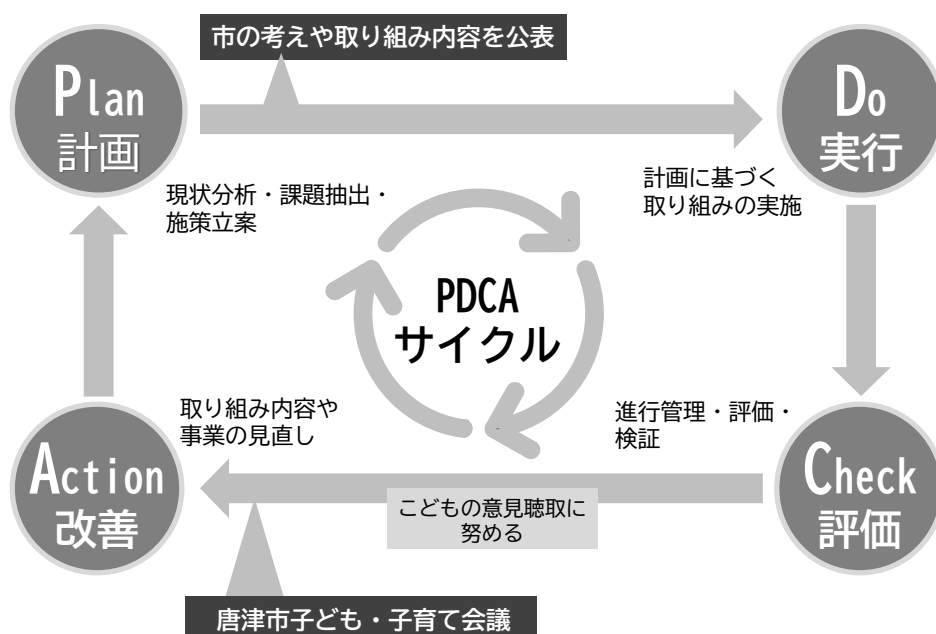 市の考えや取り組み内容を公表
Plan
計画
Do
実行
現状分析・課題抽出・
施策立案
計画に基づく
取り組みの実施
PDCA
サイクル
取り組み内容や
事業の見直し
進行管理・評価・
検証
Action
改善
Check
評価
こどもの意見聴取に
努める
唐津市子ども・子育て会議